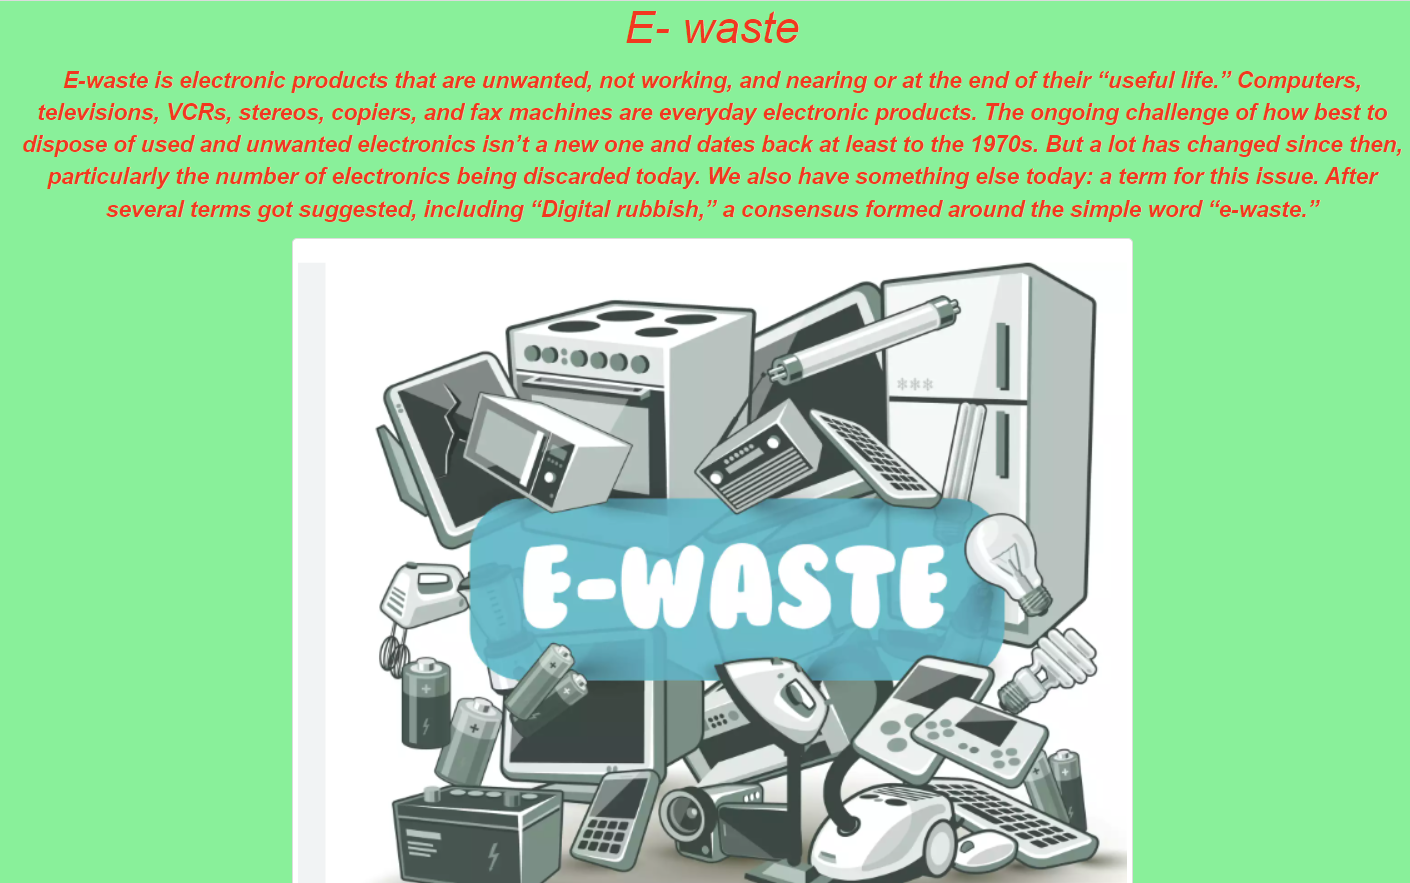 E- waste
E-waste is electronic products that are unwanted, not working, and nearing or at the end of their “useful life.” Computers,
televisions, VCRs, stereos, copiers, and fax machines are everyday electronic products. The ongoing challenge of how best to
dispose of used and unwanted electronics isn’t a new one and dates back at least to the 1970s. But a lot has changed since then,
particularly the number of electronics being discarded today. We also have something else today: a term for this issue. After
several terms got suggested, including “Digital rubbish,” a consensus formed around the simple word “e-waste.”
E-WASTE